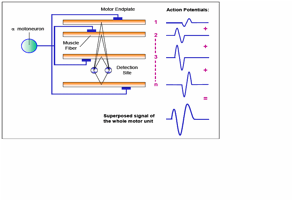 Motor Endplate
Action Potentials:
α motoneuron
1
+
2
Muscle
Fiber
+
3
+
Detection
Site
n
=
Superposed signal of
the whole motor unit